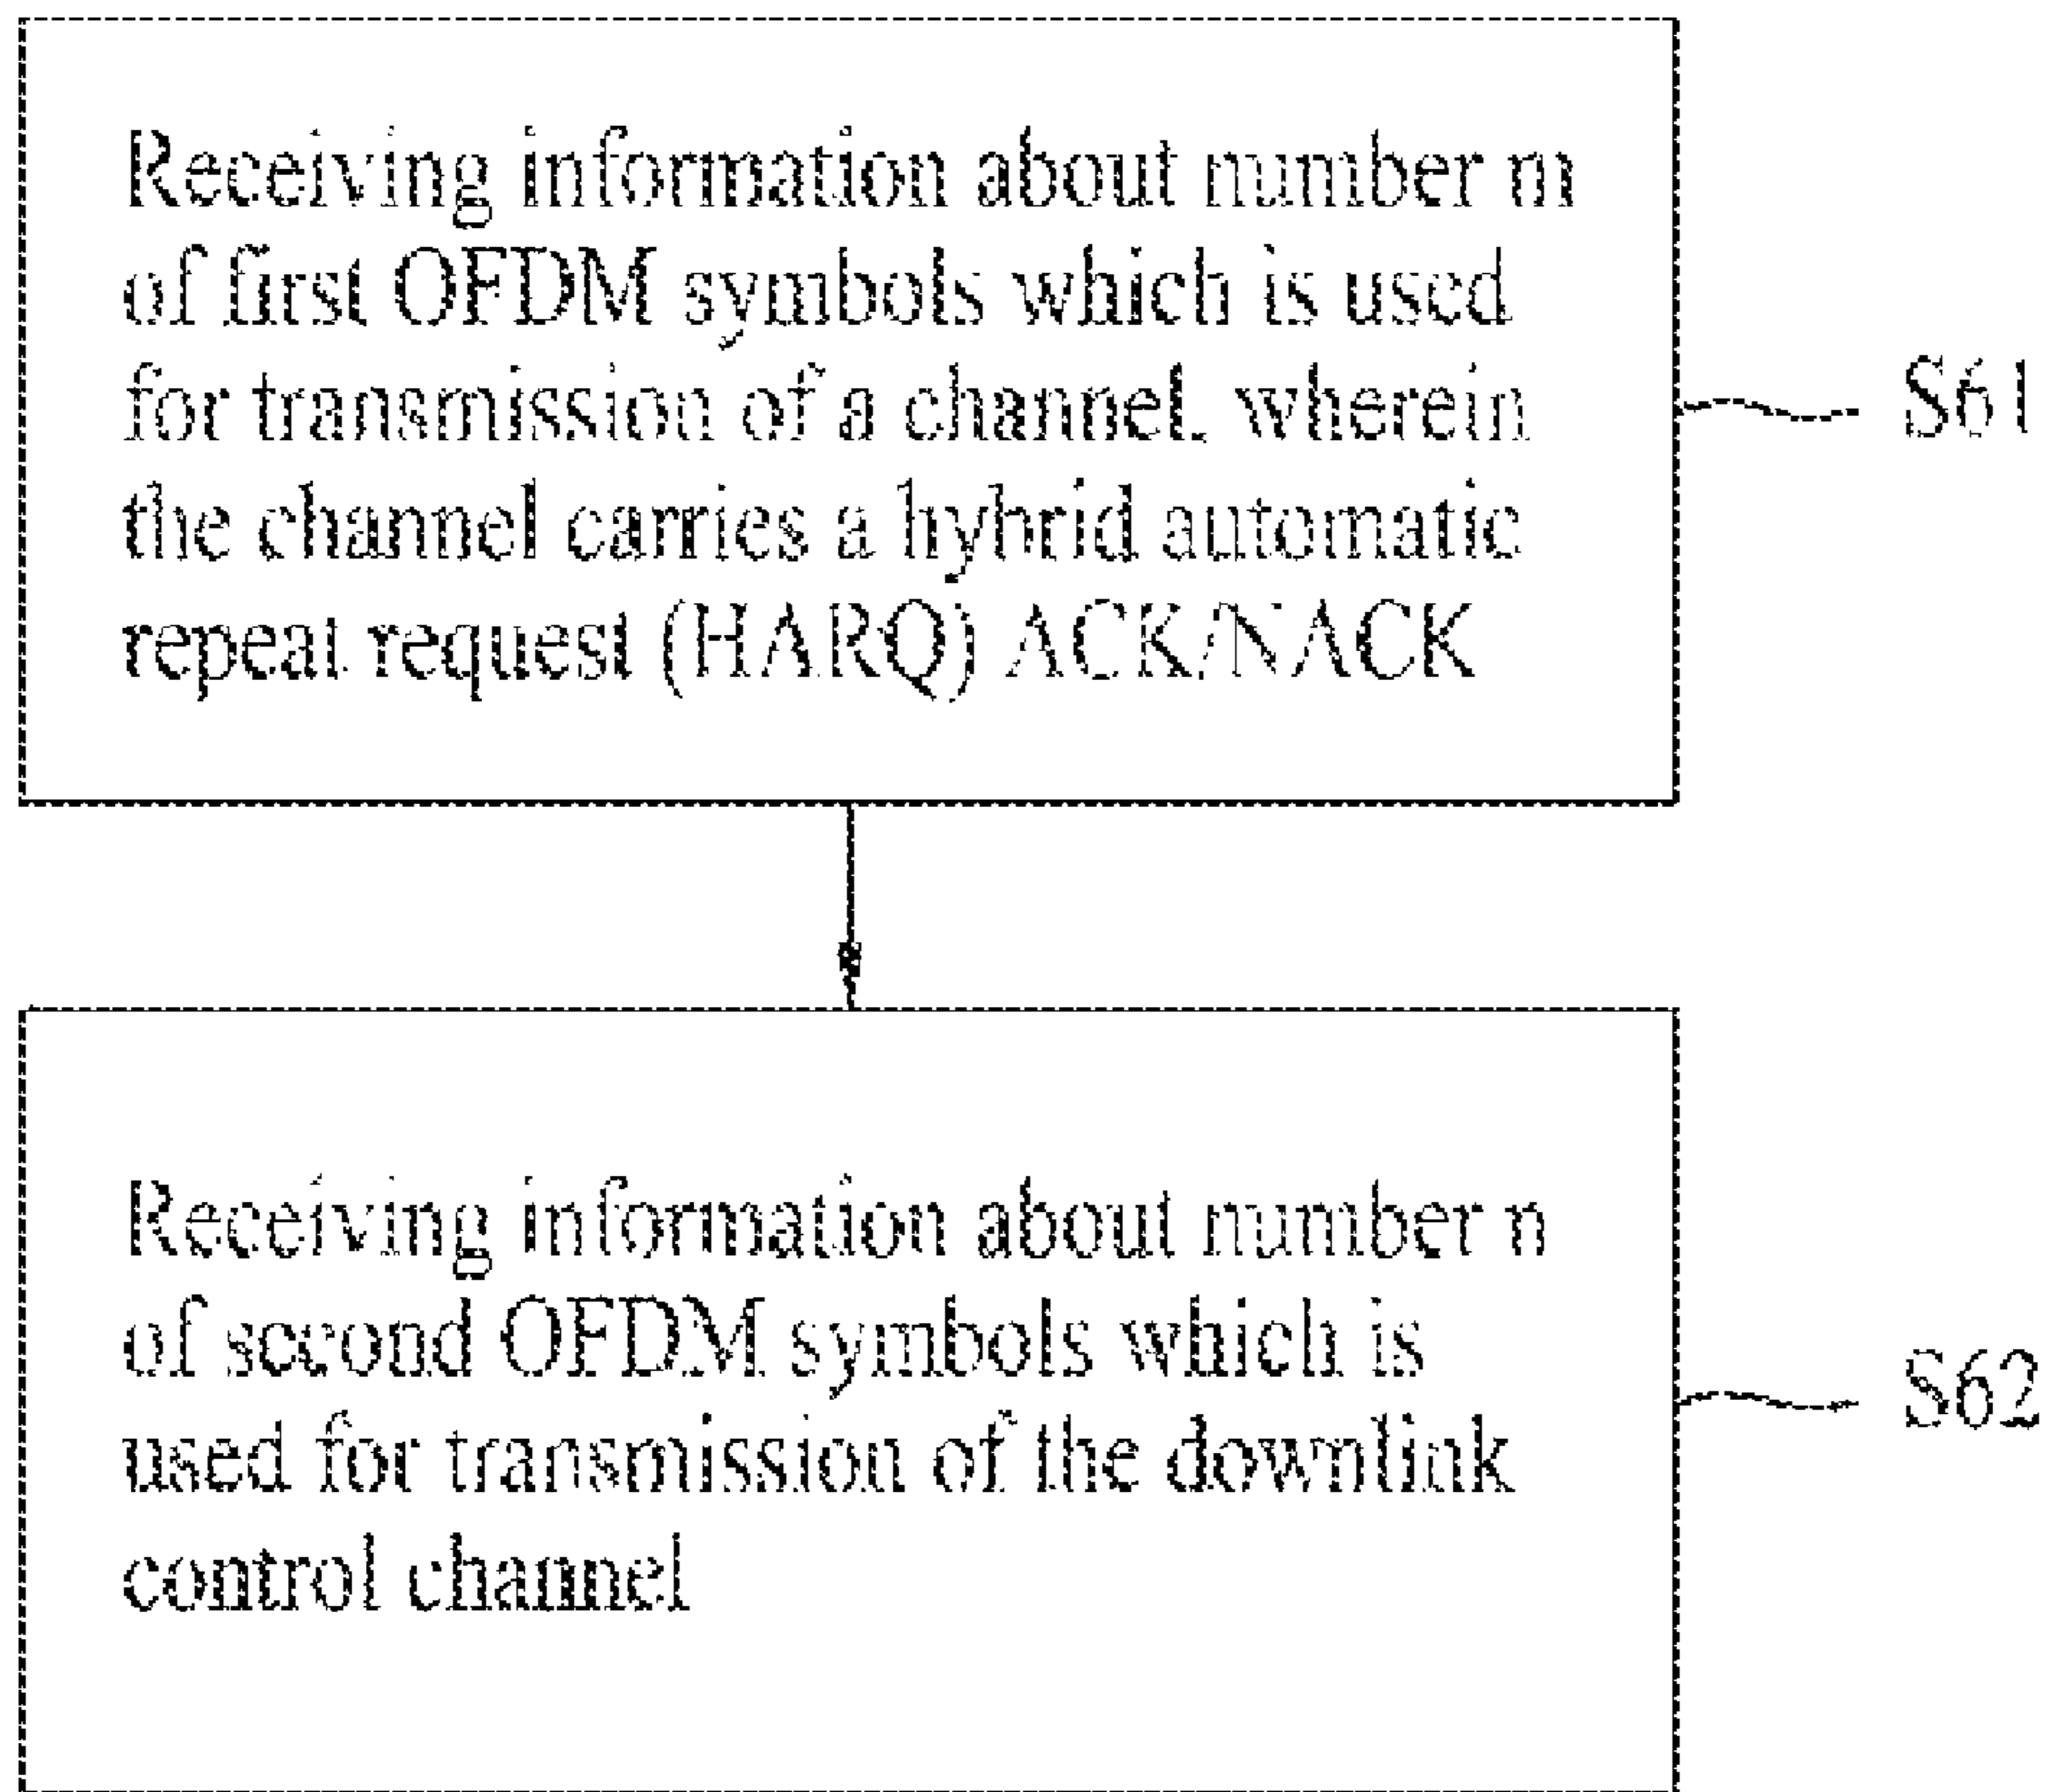 Receiving information about number m
of first OFDM symbols which is used
for transmission of a channel, wherein
the channel carries a hybrid automatic
repeat request (HARQ) ACK/NACK
S61
Receiving information about number n
of second OFDM symbols which is
used for transmission of the downlink
control channel
S62